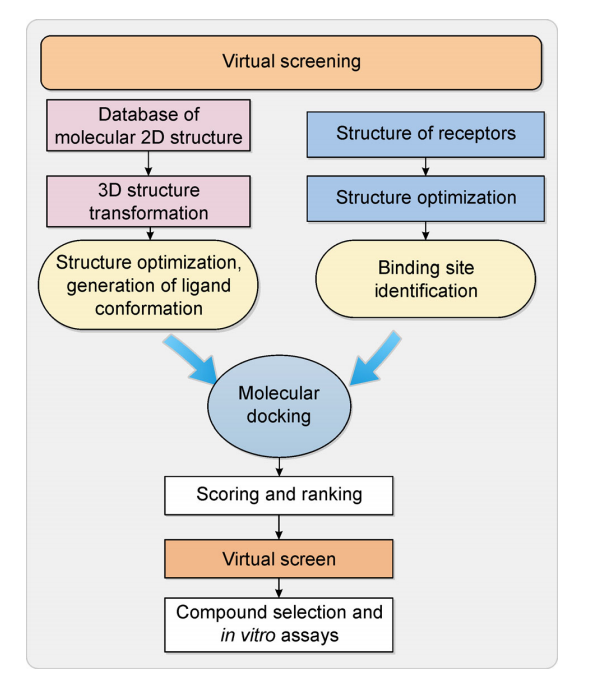 Virtual screening
Database of
molecular 2D structure
3D structure
transformation
Structure optimization,
generation of ligand
conformation
Structure of receptors
Structure optimization
Binding site
identification
Molecular
docking
Scoring and ranking
Virtual screen
Compound selection and
in vitro assays